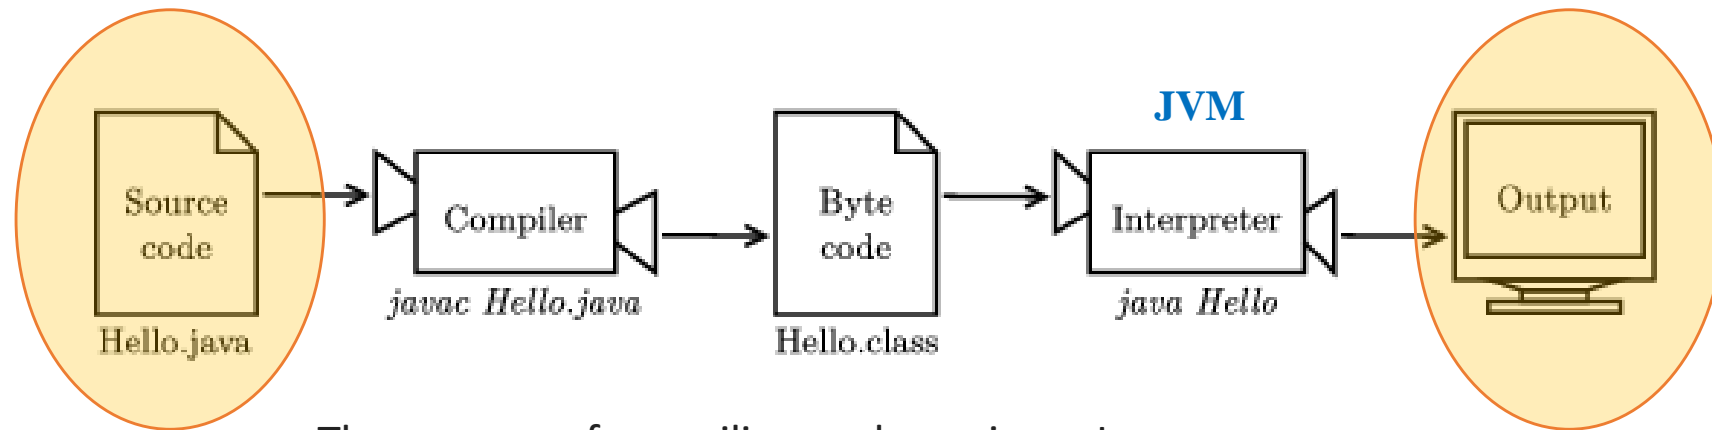 JVM
Source
code
Hello.java
Compiler
javac Hello.java
Byte
code
Hello.class
Interpreter
java Hello
Output